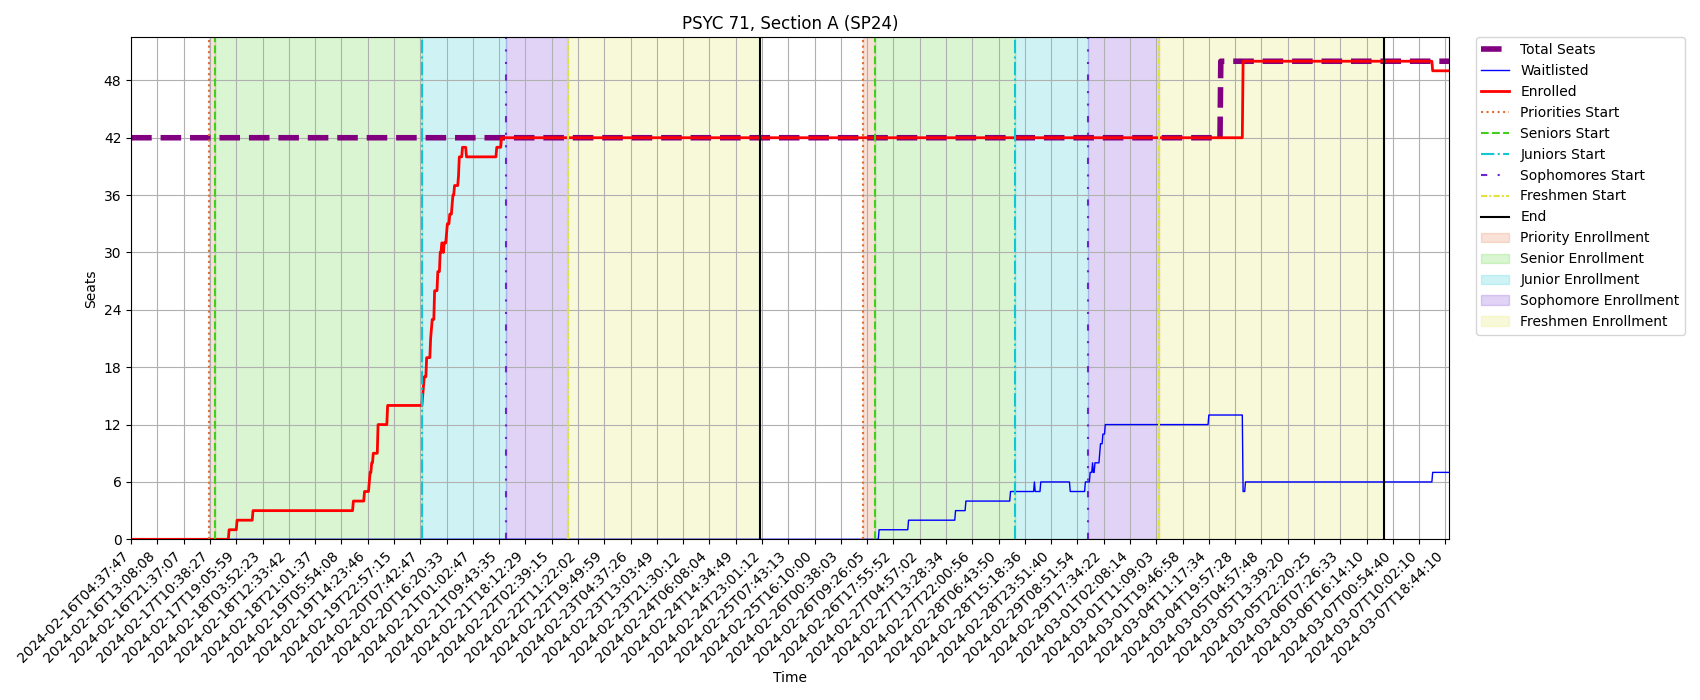 PSYC 71, Section A (SP24)
Seats
48
42
36
30
24
18
12
6
0
2024-02-16T04:37:47
2024-02-16T13:08:08
2024-02-16T21:37:07
2024-02-17T10:38:27
2024-02-17T19:05:59
2024-02-18T03:52:23
2024-02-18T12:33:42
2024-02-18T21:01:37
2024-02-19T05:54:08
2024-02-19T14:23:46
2024-02-19T22:57:15
2024-02-20T07:42:47
2024-02-20T16:20:33
2024-02-21T01:02:47
2024-02-21T09:43:35
2024-02-21T18:12:29
2024-02-22T02:39:15
2024-02-22T11:22:02
2024-02-22T19:49:59
2024-02-23T04:37:26
2024-02-23T13:03:49
2024-02-23T21:30:12
2024-02-24T06:08:04
2024-02-24T14:34:49
2024-02-24T23:01:12
2024-02-25T07:43:13
2024-02-25T16:10:00
2024-02-26T00:38:03
2024-02-26T09:26:05
2024-02-26T17:55:52
2024-02-27T04:57:02
2024-02-27T13:28:34
2024-02-27T22:00:56
2024-02-28T06:43:50
2024-02-28T15:18:36
2024-02-28T23:51:40
2024-02-29T08:51:54
2024-02-29T17:34:22
2024-03-01T02:08:14
2024-03-01T11:09:03
2024-03-01T19:46:58
2024-03-04T11:17:34
2024-03-04T19:57:28
2024-03-05T04:57:48
2024-03-05T13:39:20
2024-03-05T22:20:25
2024-03-06T07:26:33
2024-03-06T16:14:10
2024-03-07T00:54:40
2024-03-07T10:02:10
2024-03-07T18:44:10
Time
Total Seats
Waitlisted
Enrolled
Priorities Start
Seniors Start
Juniors Start
Sophomores Start
Freshmen Start
End
Priority Enrollment
Senior Enrollment
Junior Enrollment
Sophomore Enrollment
Freshmen Enrollment